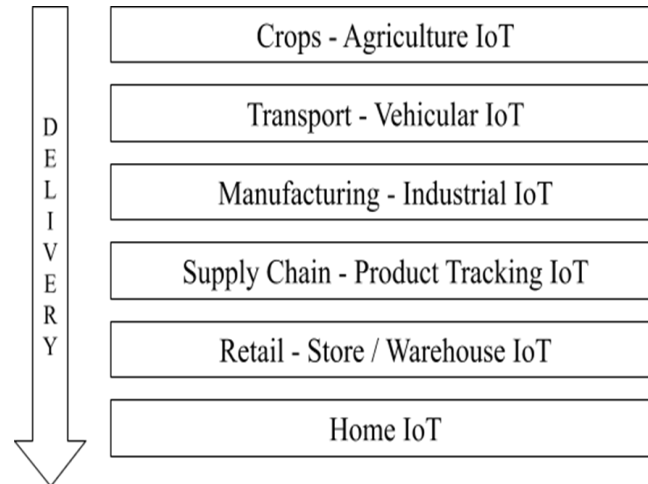 DELIVERY
Crops - Agriculture IoT
Transport - Vehicular IoT
Manufacturing - Industrial IoT
Supply Chain - Product Tracking IoT
Retail - Store / Warehouse IoT
Home IoT